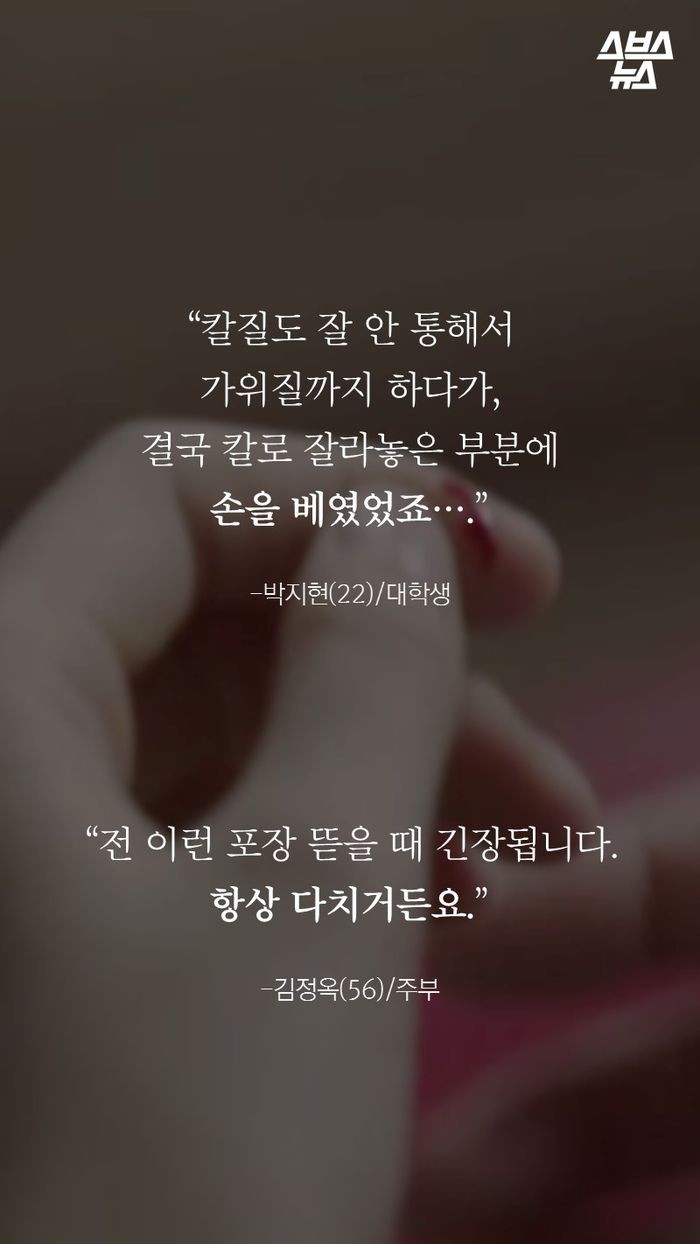 스브스
뉴스
“칼질도 잘 안 통해서
가위질까지 하다가,
결국 칼로 잘라놓은 부분에
손을 베였었죠….”
-박지현(22)/대학생
“전 이런 포장 뜯을 때 긴장됩니다.
항상 다치거든요.”
-김정옥(56)/주부